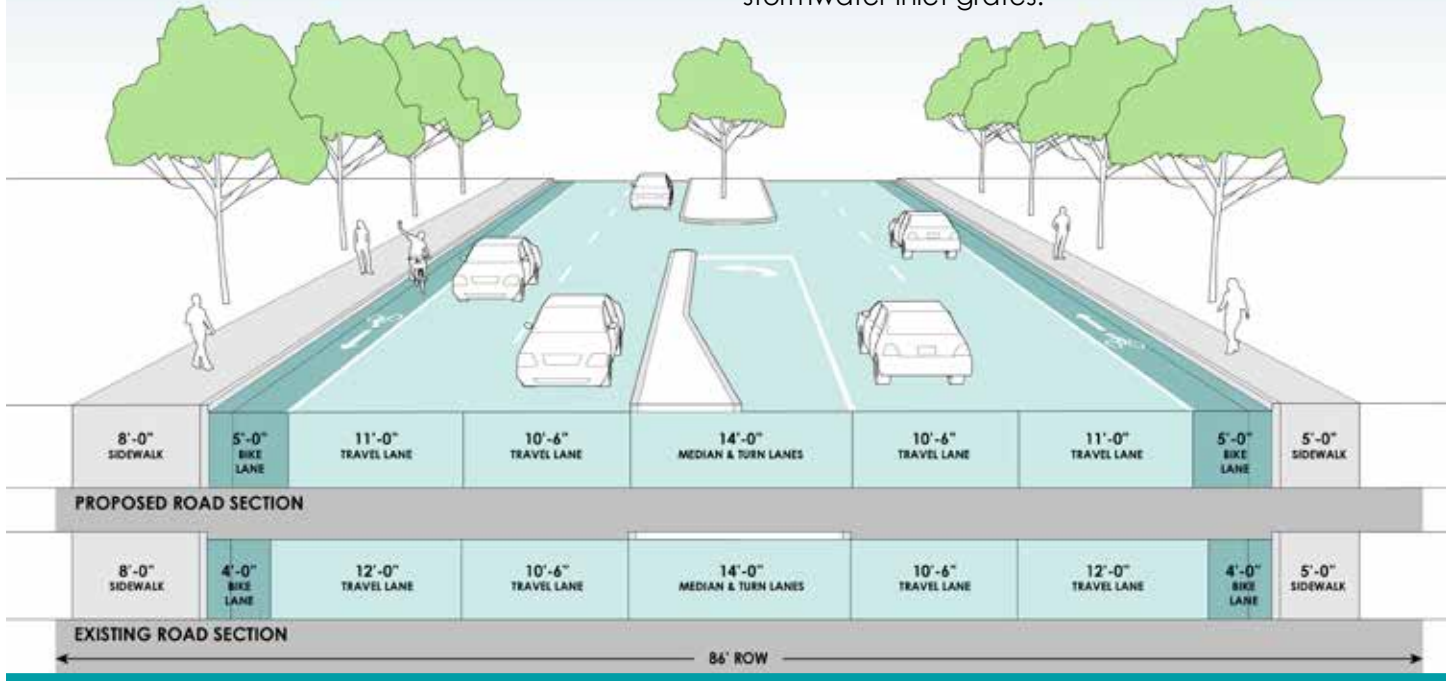 stormwater inlet grates.
8'-0" 5'-0" 11'-0" 10'-6" 14'-0" 10'-6" 11'-0" 5'-0" 5'-0"
SIDEWALK BIKE LANE TRAVEL LANE TRAVEL LANE MEDIAN & TURN LANES TRAVEL LANE TRAVEL LANE BIKE LANE SIDEWALK
PROPOSED ROAD SECTION
8'-0" 4'-0" 12'-0" 10'-6" 14'-0" 10'-6" 12'-0" 4'-0" 5'-0"
SIDEWALK BIKE LANE TRAVEL LANE TRAVEL LANE MEDIAN & TURN LANES TRAVEL LANE TRAVEL LANE BIKE LANE SIDEWALK
EXISTING ROAD SECTION
86' ROW